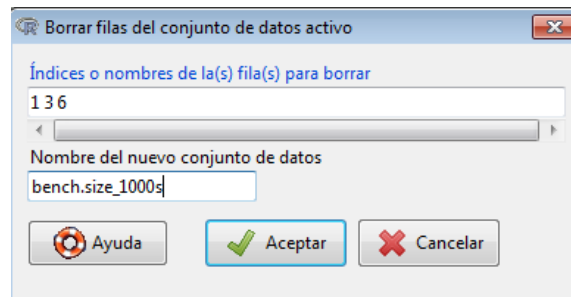 Borrar filas del conjunto de datos activo
Índices o nombres de la(s) fila(s) para borrar
1 3 6
Nombre del nuevo conjunto de datos
bench.size_1000s
Ayuda Aceptar Cancelar